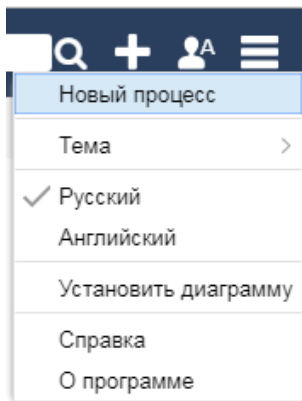 A
Новый процесс
Тема
Русский
Английский
Установить диаграмму
Справка
О программе